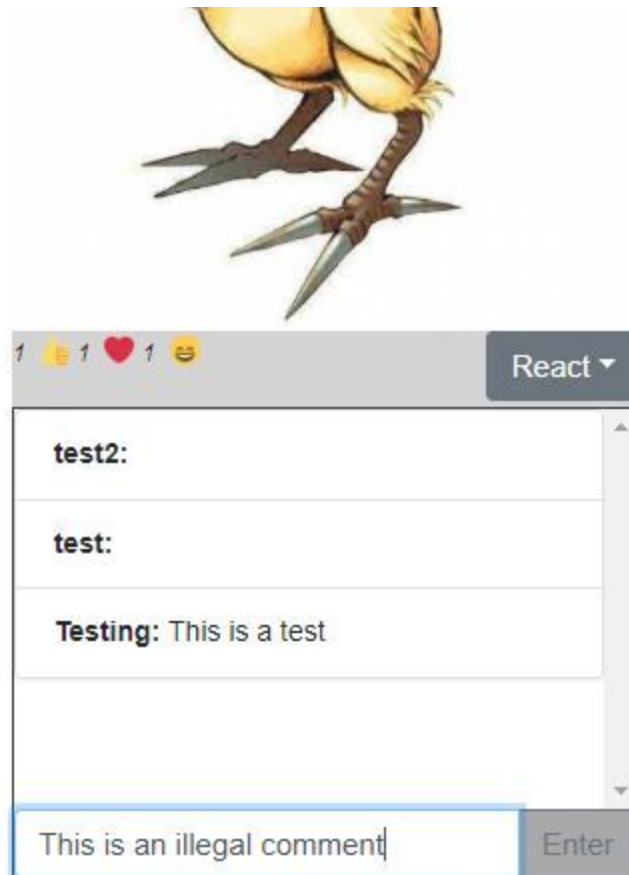 1 👍 1 ❤️ 1 😄 React
test2:
test:
Testing: This is a test
This is an illegal comment Enter